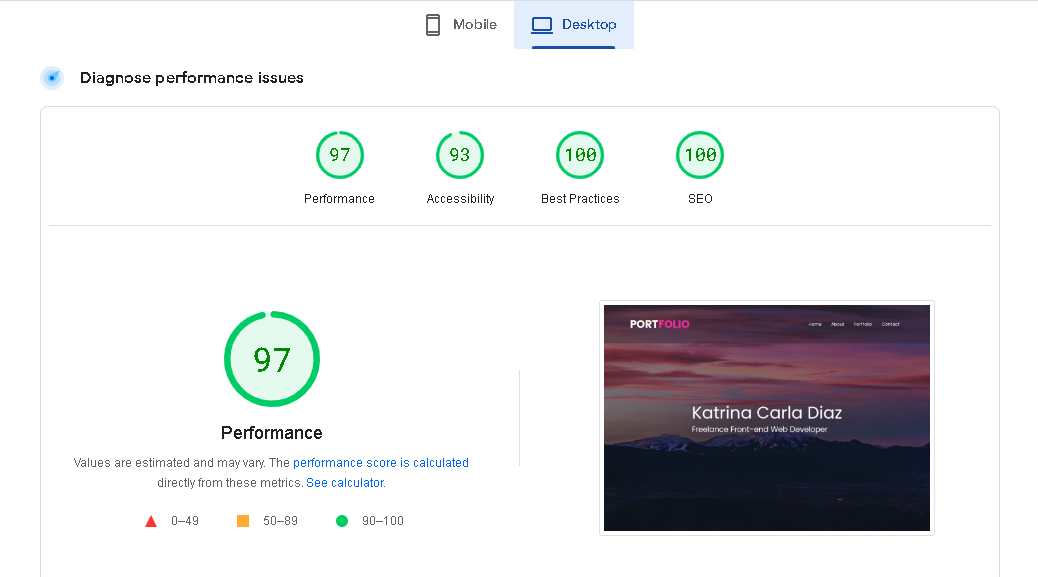 Mobile
Desktop
Diagnose performance issues
97
93
100
100
Performance
Accessibility
Best Practices
SEO
97
Performance
Values are estimated and may vary. The performance score is calculated
directly from these metrics. See calculator.
0–49
50–89
90–100
PORTFOLIO
Home
About
Portfolio
Contact
Katrina Carla Diaz
Freelance Front-end Web Developer